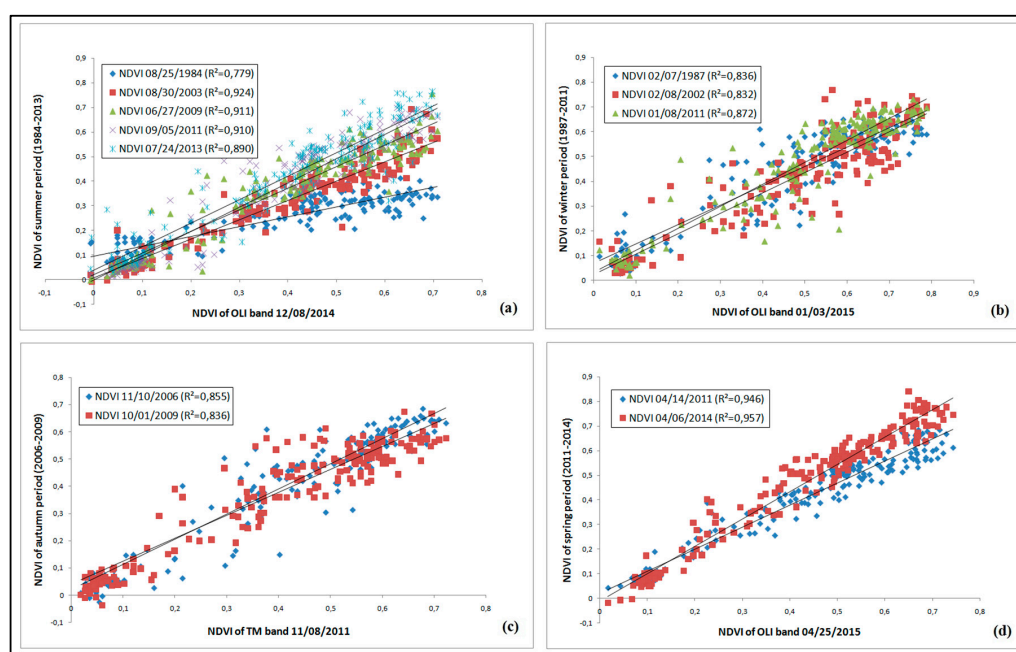 NDVI of summer period (1984-2013)
0,9
0,8
0,7
0,6
0,5
0,4
0,3
0,2
0,1
0
-0,1
NDVI 08/25/1984 (R²=0,779)
NDVI 08/30/2003 (R²=0,924)
NDVI 06/27/2009 (R²=0,911)
NDVI 09/05/2011 (R²=0,910)
NDVI 07/24/2013 (R²=0,890)
-0,1 0 0,1 0,2 0,3 0,4 0,5 0,6 0,7 0,8
NDVI of OLI band 12/08/2014
(a)
NDVI of winter period (1987-2011)
0,9
0,8
0,7
0,6
0,5
0,4
0,3
0,2
0,1
0
NDVI 02/07/1987 (R²=0,836)
NDVI 02/08/2002 (R²=0,832)
NDVI 01/08/2011 (R²=0,872)
0 0,1 0,2 0,3 0,4 0,5 0,6 0,7 0,8 0,9
NDVI of OLI band 01/03/2015
(b)
NDVI of autumn period (2006-2009)
0,8
0,7
0,6
0,5
0,4
0,3
0,2
0,1
0
-0,1
NDVI 11/10/2006 (R²=0,855)
NDVI 10/01/2009 (R²=0,836)
0 0,1 0,2 0,3 0,4 0,5 0,6 0,7 0,8
NDVI of TM band 11/08/2011
(c)
NDVI of spring period (2011-2014)
0,9
0,8
0,7
0,6
0,5
0,4
0,3
0,2
0,1
0
-0,1
NDVI 04/14/2011 (R²=0,946)
NDVI 04/06/2014 (R²=0,957)
0 0,1 0,2 0,3 0,4 0,5 0,6 0,7 0,8
NDVI of OLI band 04/25/2015
(d)